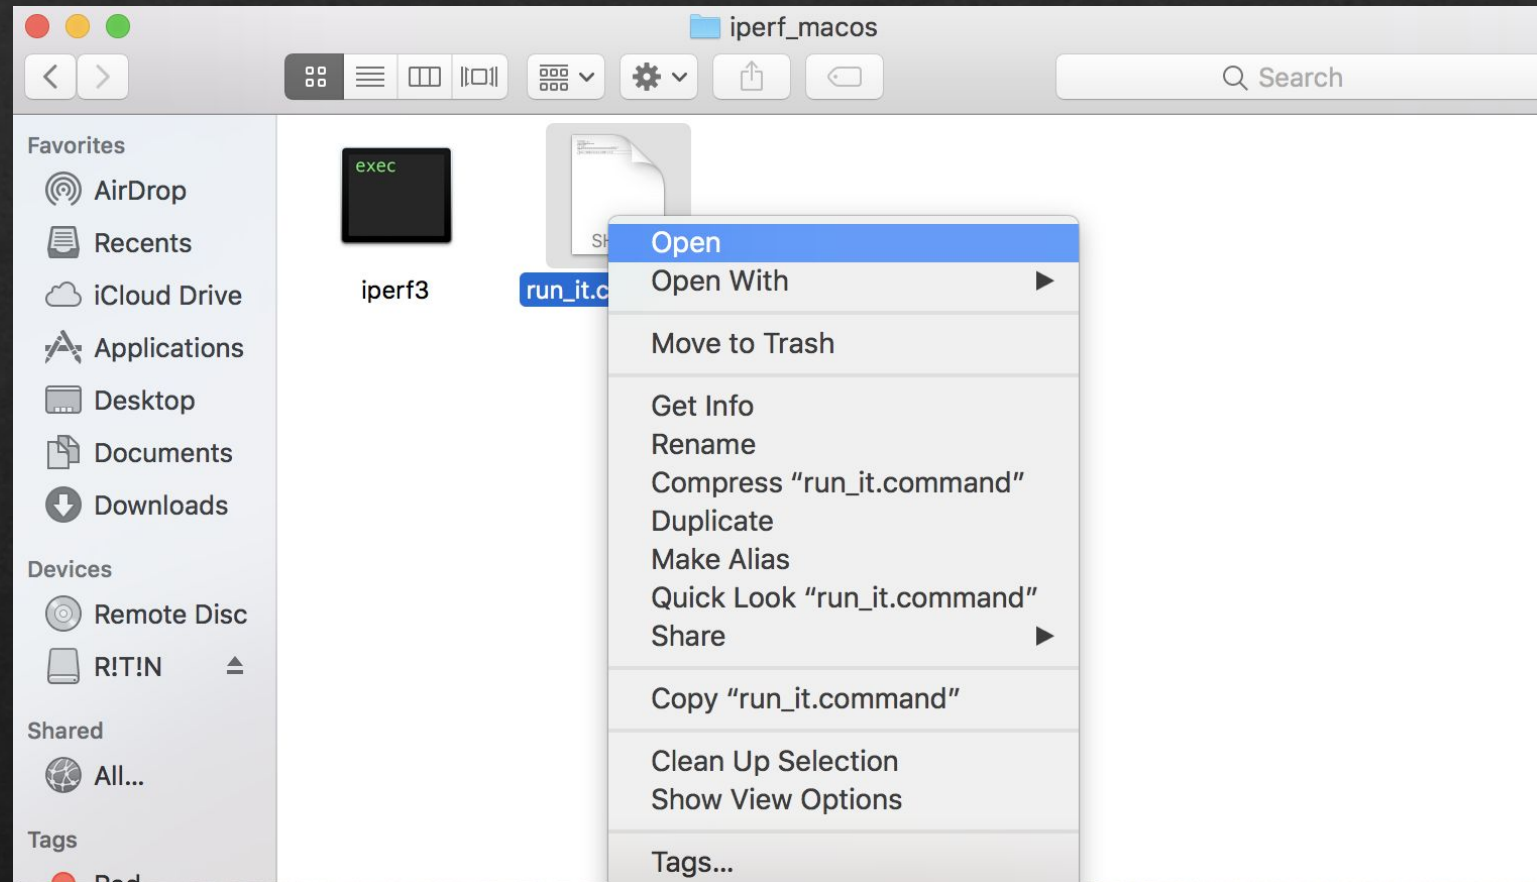 iperf_macos
Search
Favorites
AirDrop
Recents
iCloud Drive
Applications
Desktop
Documents
Downloads
Devices
Remote Disc
R!T!N
Shared
All...
Tags
Red
exec
iperf3
SH
run_it.c
Open
Open With
Move to Trash
Get Info
Rename
Compress “run_it.command”
Duplicate
Make Alias
Quick Look “run_it.command”
Share
Copy “run_it.command”
Clean Up Selection
Show View Options
Tags...